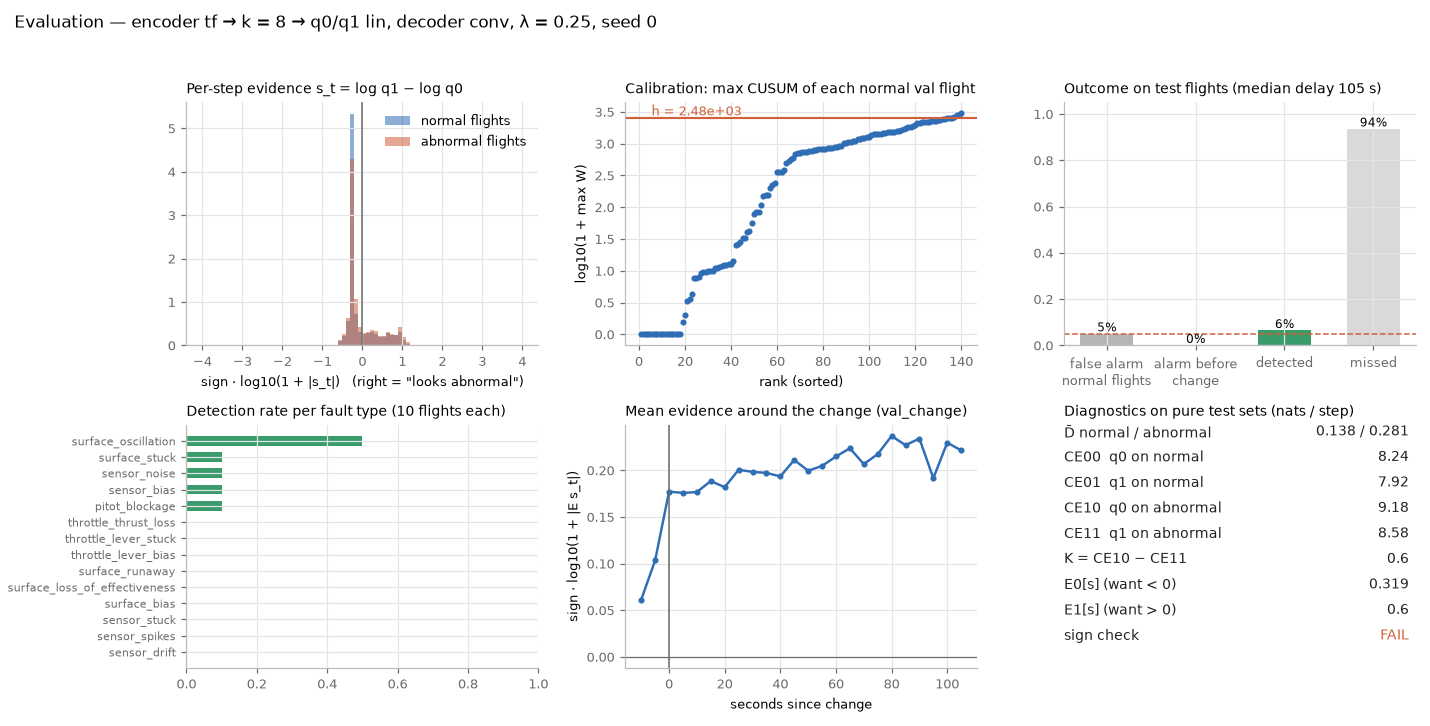 Evaluation — encoder tf → k = 8 → q0/q1 lin, decoder conv, λ = 0.25, seed 0
Per-step evidence s_t = log q1 − log q0
normal flights
abnormal flights
5
4
3
2
1
0
−4 −3 −2 −1 0 1 2 3 4
sign · log10(1 + |s_t|) (right = "looks abnormal")
Calibration: max CUSUM of each normal val flight
h = 2.48e+03
log10(1 + max W)
3.5
3.0
2.5
2.0
1.5
1.0
0.5
0.0
0 20 40 60 80 100 120 140
rank (sorted)
Outcome on test flights (median delay 105 s)
1.0
0.8
0.6
0.4
0.2
0.0
5%
0%
6%
94%
false alarm
normal flights
alarm before
change
detected
missed
Detection rate per fault type (10 flights each)
surface_oscillation
surface_stuck
sensor_noise
sensor_bias
pitot_blockage
throttle_thrust_loss
throttle_lever_stuck
throttle_lever_bias
surface_runaway
surface_loss_of_effectiveness
surface_bias
sensor_stuck
sensor_spikes
sensor_drift
0.0 0.2 0.4 0.6 0.8 1.0
Mean evidence around the change (val_change)
sign · log10(1 + |E s_t|)
0.20
0.15
0.10
0.05
0.00
0 20 40 60 80 100
seconds since change
Diagnostics on pure test sets (nats / step)
D̄ normal / abnormal 0.138 / 0.281
CE00 q0 on normal 8.24
CE01 q1 on normal 7.92
CE10 q0 on abnormal 9.18
CE11 q1 on abnormal 8.58
K = CE10 − CE11 0.6
E0[s] (want < 0) 0.319
E1[s] (want > 0) 0.6
sign check FAIL